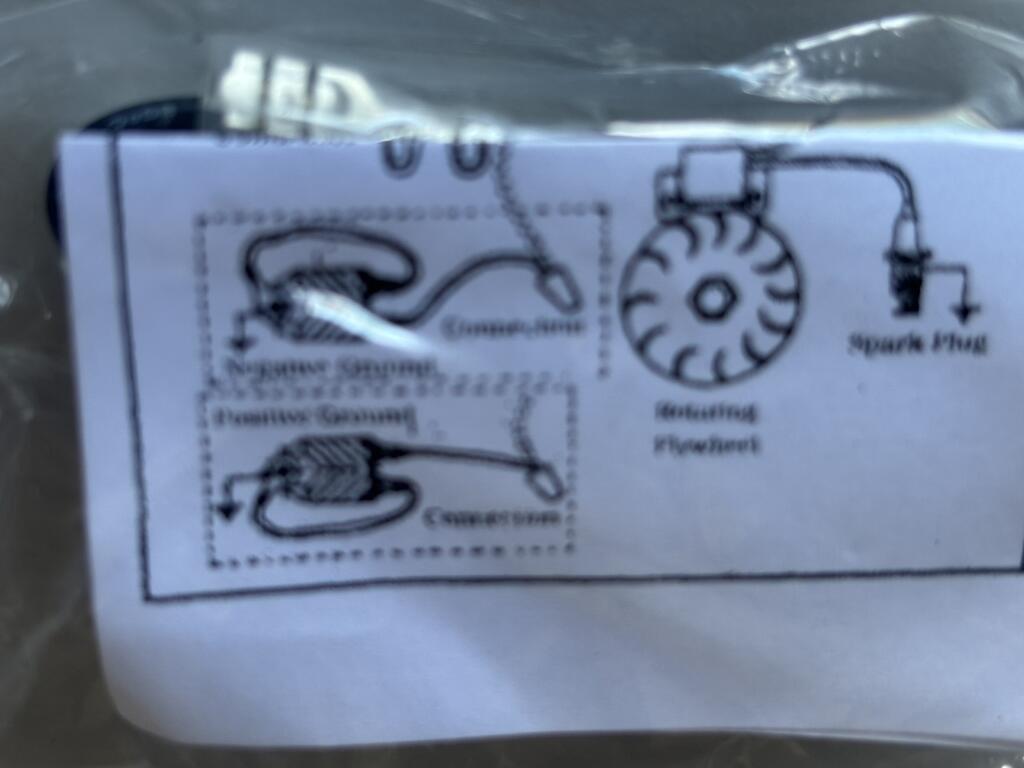 Connection
Negative Ground
Positive Ground
Connection
Rotating
Flywheel
Spark Plug